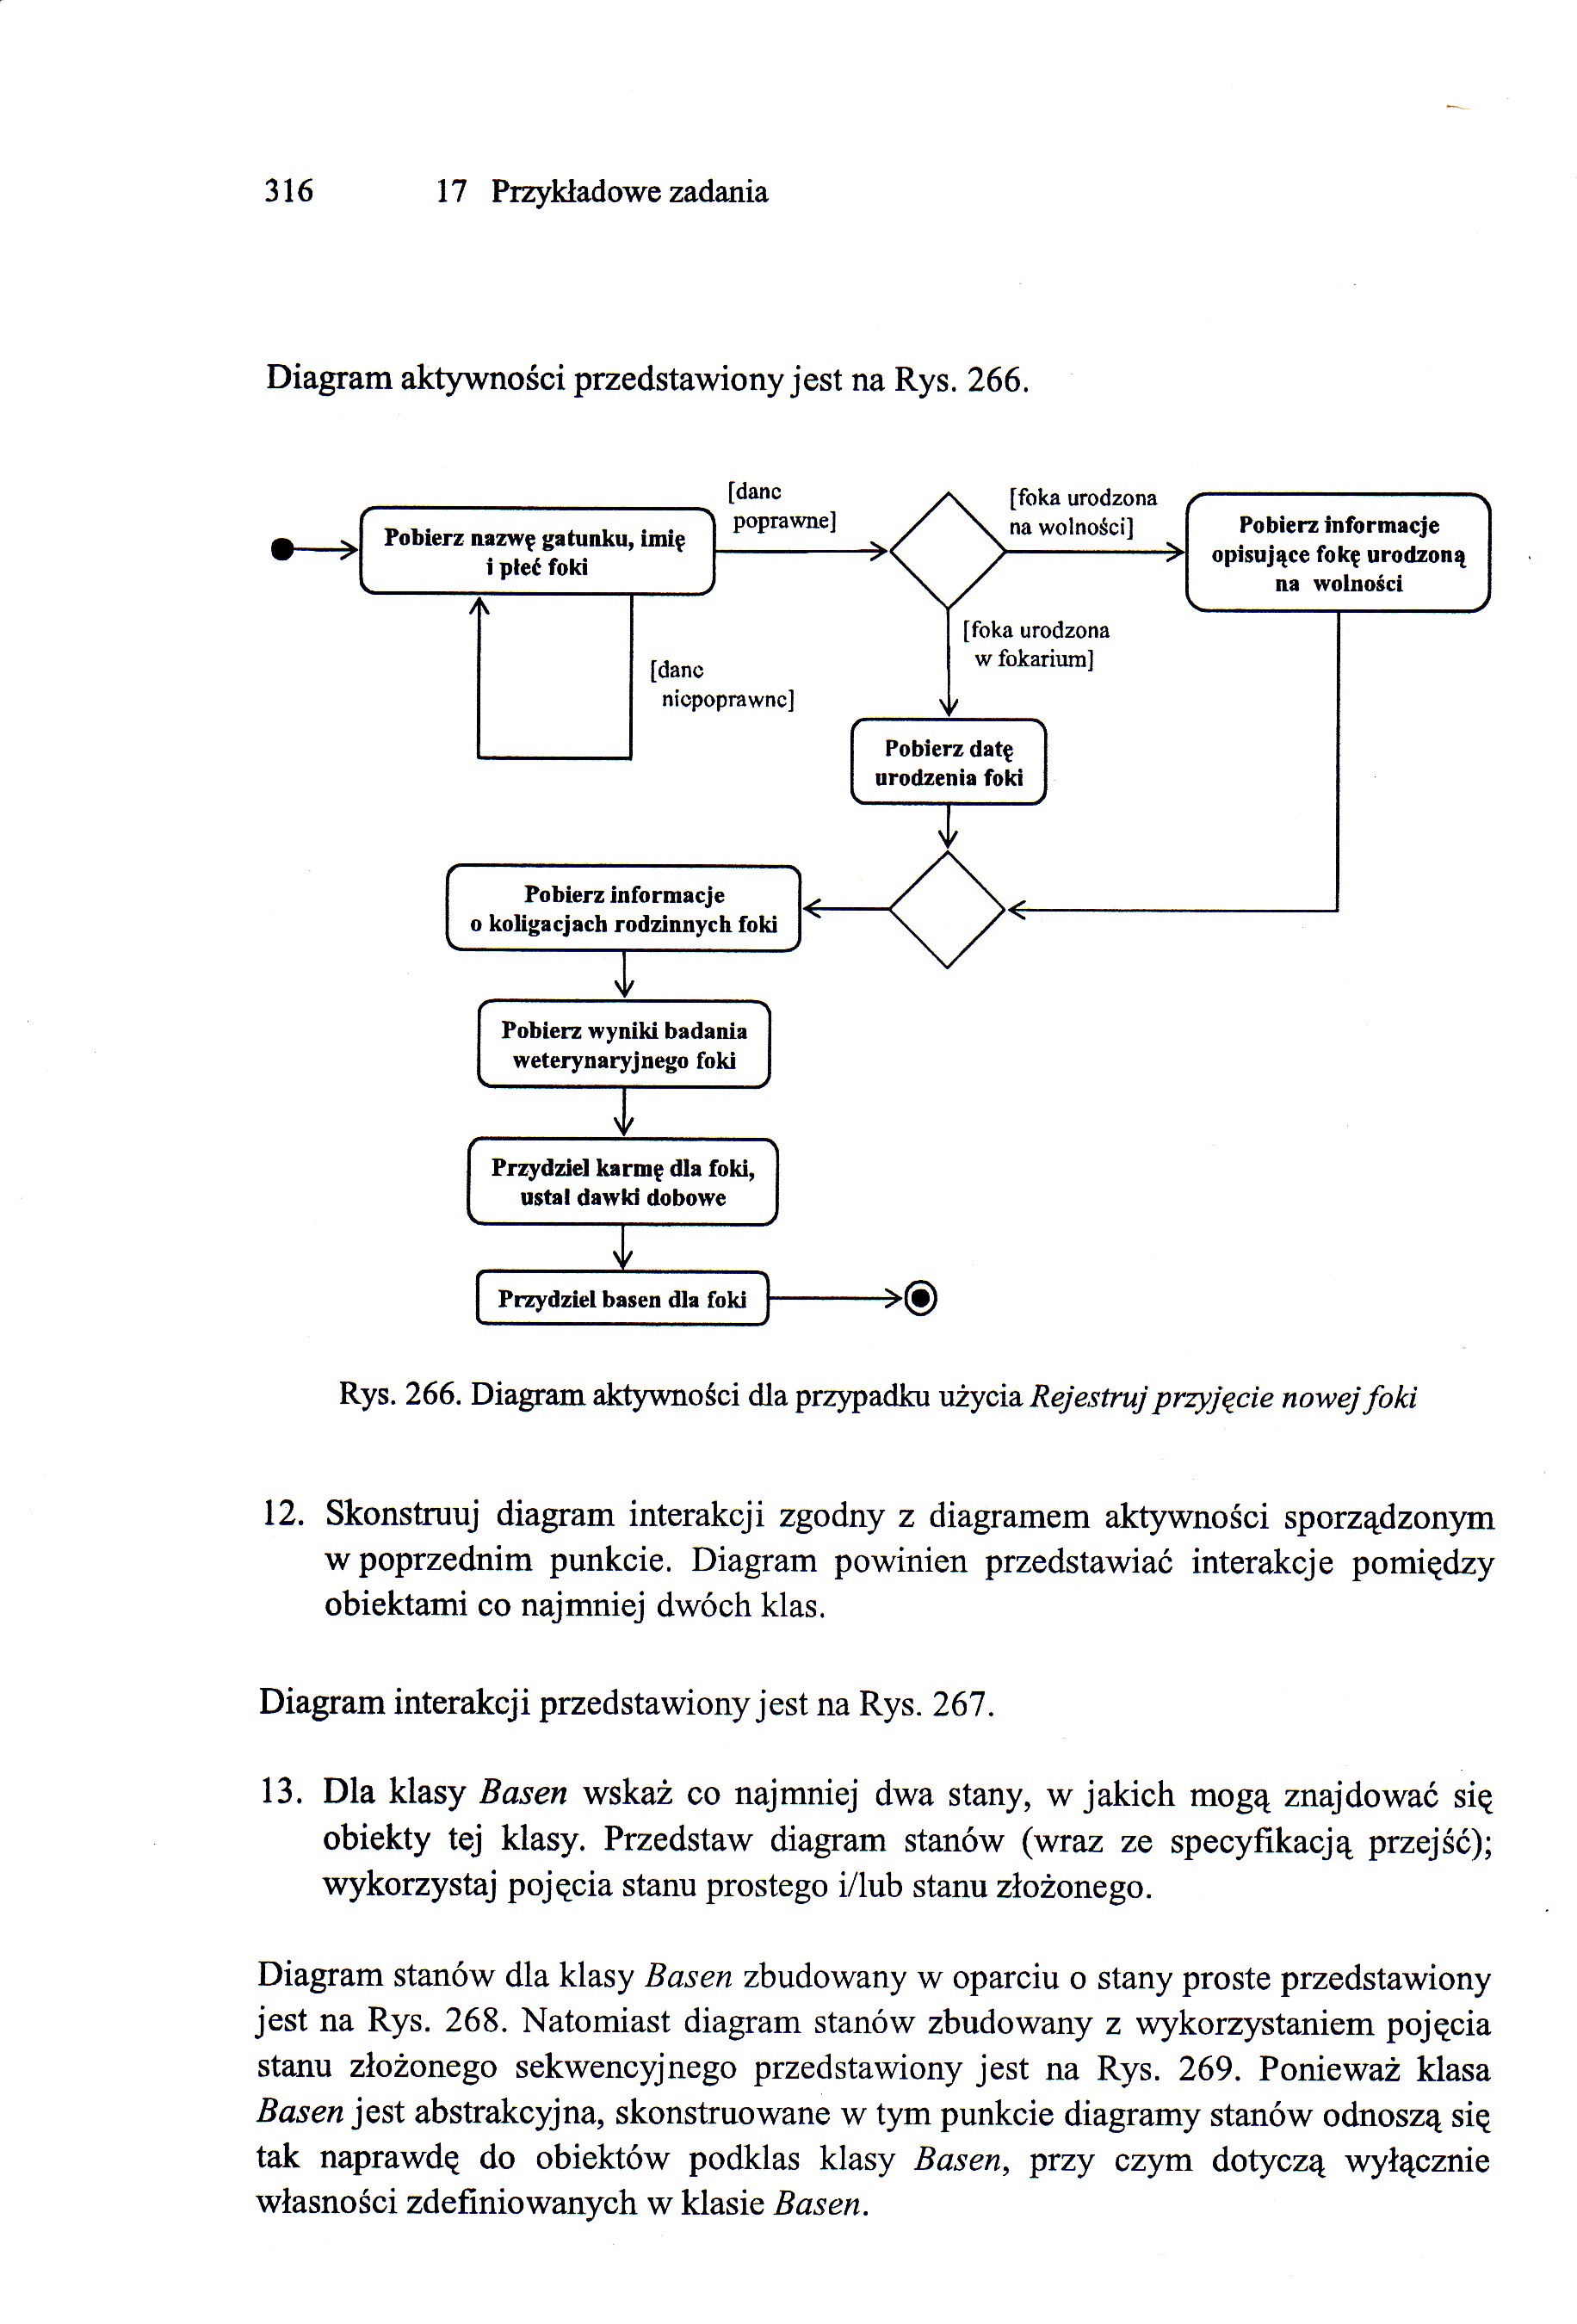 316 17 Przykładowe zadania
Diagram aktywności przedstawiony jest na Rys. 266.
[dane
poprawne]
[foka urodzona
na wolności]
Pobierz nazwę gatunku, imię
i płeć foki
Pobierz informacje
opisujące fokę urodzoną
na wolności
[foka urodzona
w fokarium]
[dane
niepoprawne]
Pobierz datę
urodzenia foki
Pobierz informacje
o koligacjach rodzinnych foki
Pobierz wyniki badania
weterynaryjnego foki
Przydziel karmę dla foki,
ustal dawki dobowe
Przydziel basen dla foki
Rys. 266. Diagram aktywności dla przypadku użycia Rejestruj przyjęcie nowej foki
12. Skonstruuj diagram interakcji zgodny z diagramem aktywności sporządzonym
w poprzednim punkcie. Diagram powinien przedstawiać interakcje pomiędzy
obiektami co najmniej dwóch klas.
Diagram interakcji przedstawiony jest na Rys. 267.
13. Dla klasy Basen wskaż co najmniej dwa stany, w jakich mogą znajdować się
obiekty tej klasy. Przedstaw diagram stanów (wraz ze specyfikacją przejść);
wykorzystaj pojęcia stanu prostego i/lub stanu złożonego.
Diagram stanów dla klasy Basen zbudowany w oparciu o stany proste przedstawiony
jest na Rys. 268. Natomiast diagram stanów zbudowany z wykorzystaniem pojęcia
stanu złożonego sekwencyjnego przedstawiony jest na Rys. 269. Ponieważ klasa
Basen jest abstrakcyjna, skonstruowane w tym punkcie diagramy stanów odnoszą się
tak naprawdę do obiektów podklas klasy Basen, przy czym dotyczą wyłącznie
własności zdefiniowanych w klasie Basen.